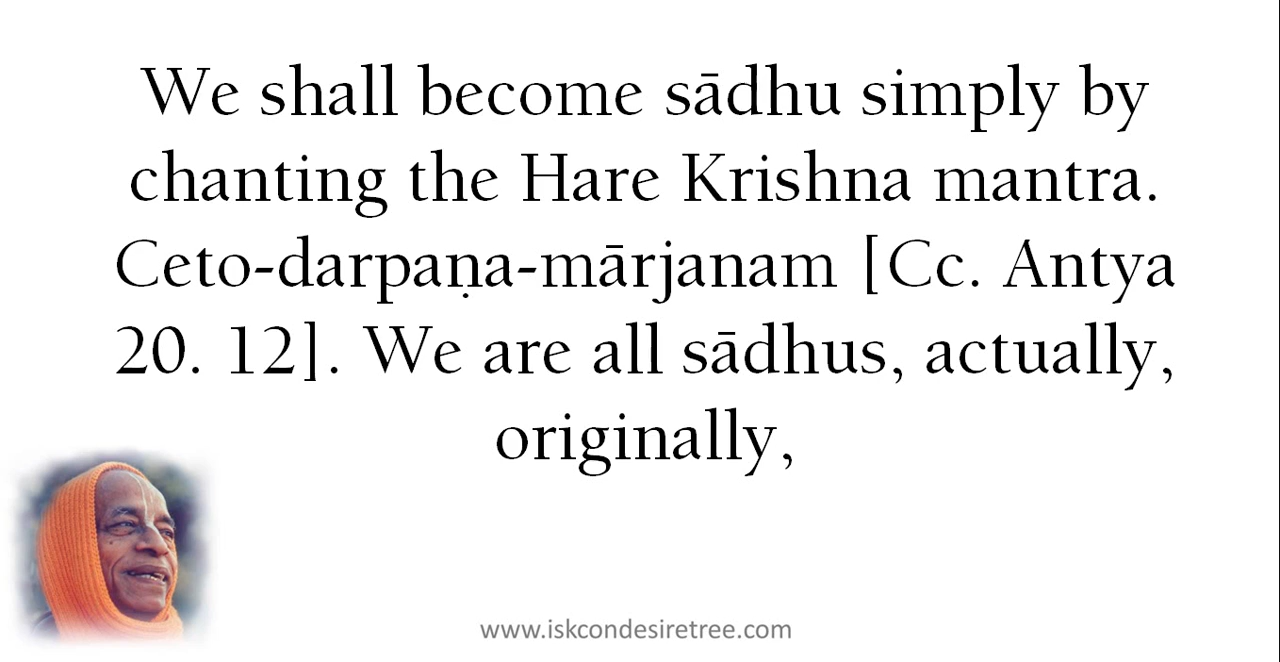 We shall become sādhu simply by
chanting the Hare Krishna mantra.
Ceto-darpaṇa-mārjanam [Cc. Antya
20. 12]. We are all sādhus, actually,
originally,
www.iskcondesiretree.com